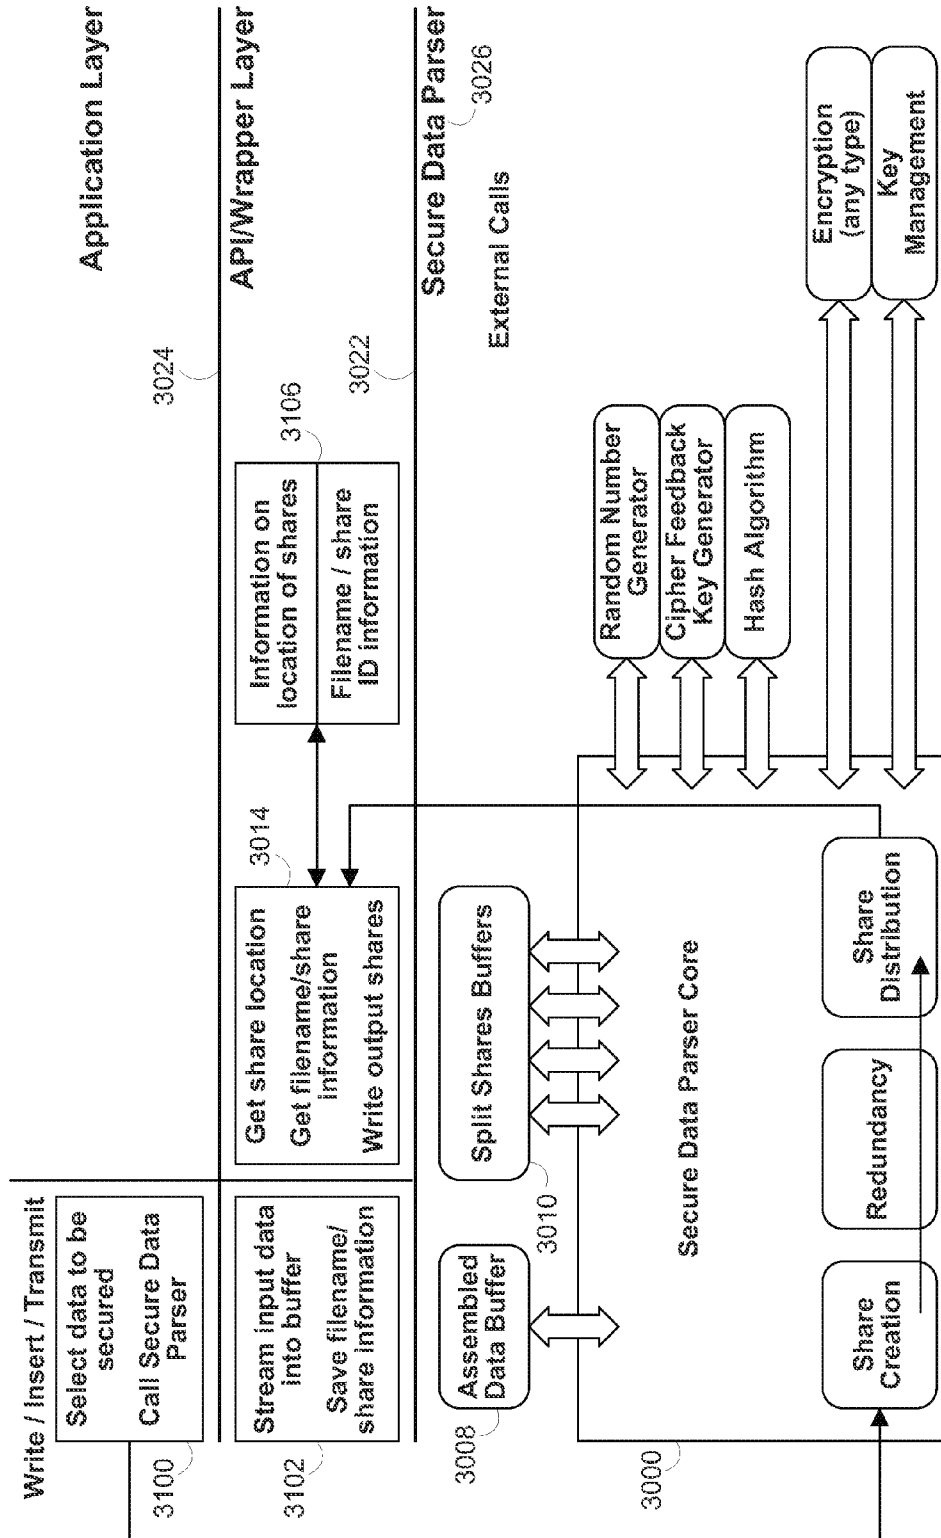 Write / Insert / Transmit
Application Layer
Select data to be
secured
Call Secure Data
Parser
3100
3024
API/Wrapper Layer
Stream input data
into buffer
Save filename/
share information
3102
Get share location
Get filename/share
information
Write output shares
3014
Information on
location of shares
Filename / share
ID information
3106
3022
Secure Data Parser
3026
External Calls
Assembled
Data Buffer
3008
Split Shares Buffers
3010
Random Number
Generator
Cipher Feedback
Key Generator
Hash Algorithm
Encryption
(any type)
Key
Management
Secure Data Parser Core
3000
Share
Creation
Redundancy
Share
Distribution